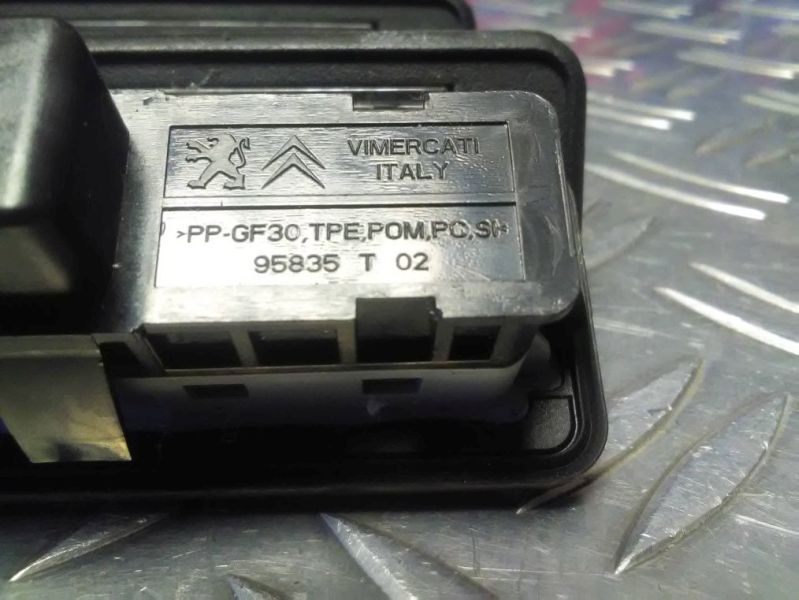 VIMERCATI
ITALY
>PP-GF30,TPE,POM,PC,SI<
95835 T 02